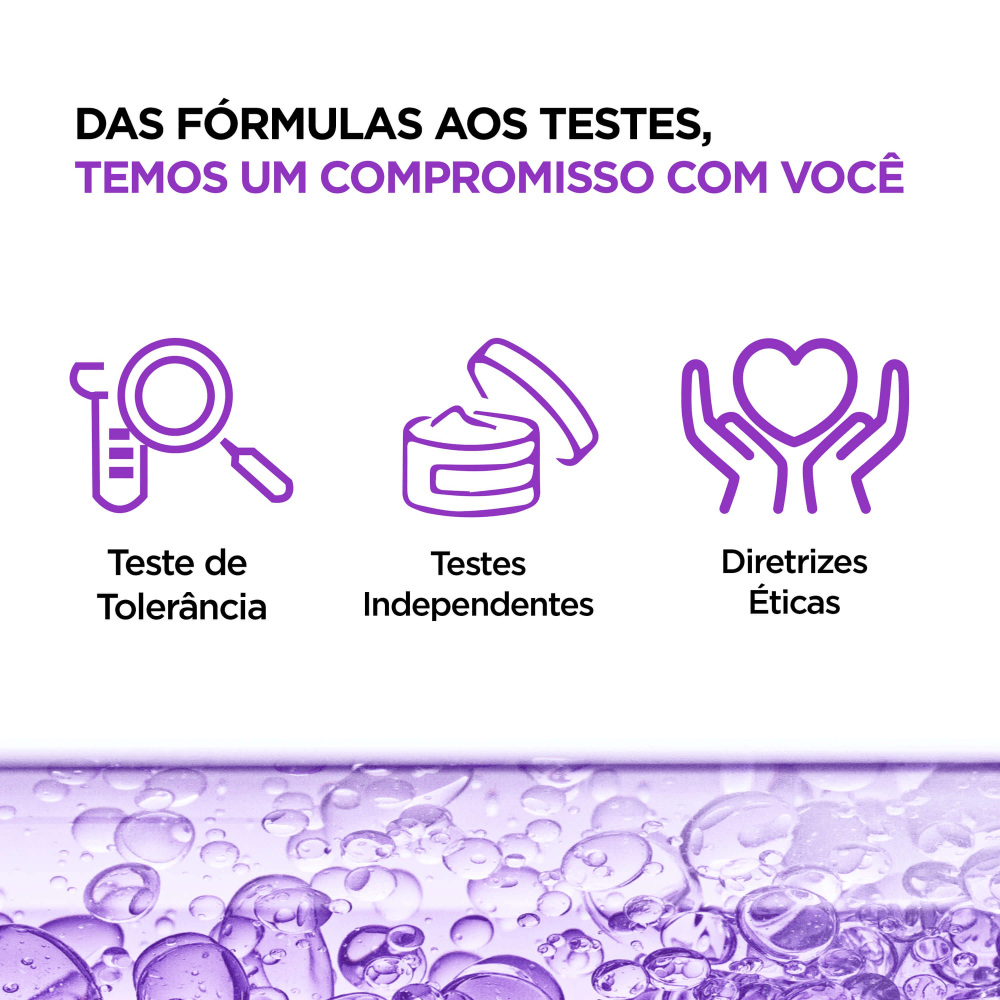 DAS FÓRMULAS AOS TESTES,
TEMOS UM COMPROMISSO COM VOCÊ
Teste de
Tolerância
Testes
Independentes
Diretrizes
Éticas